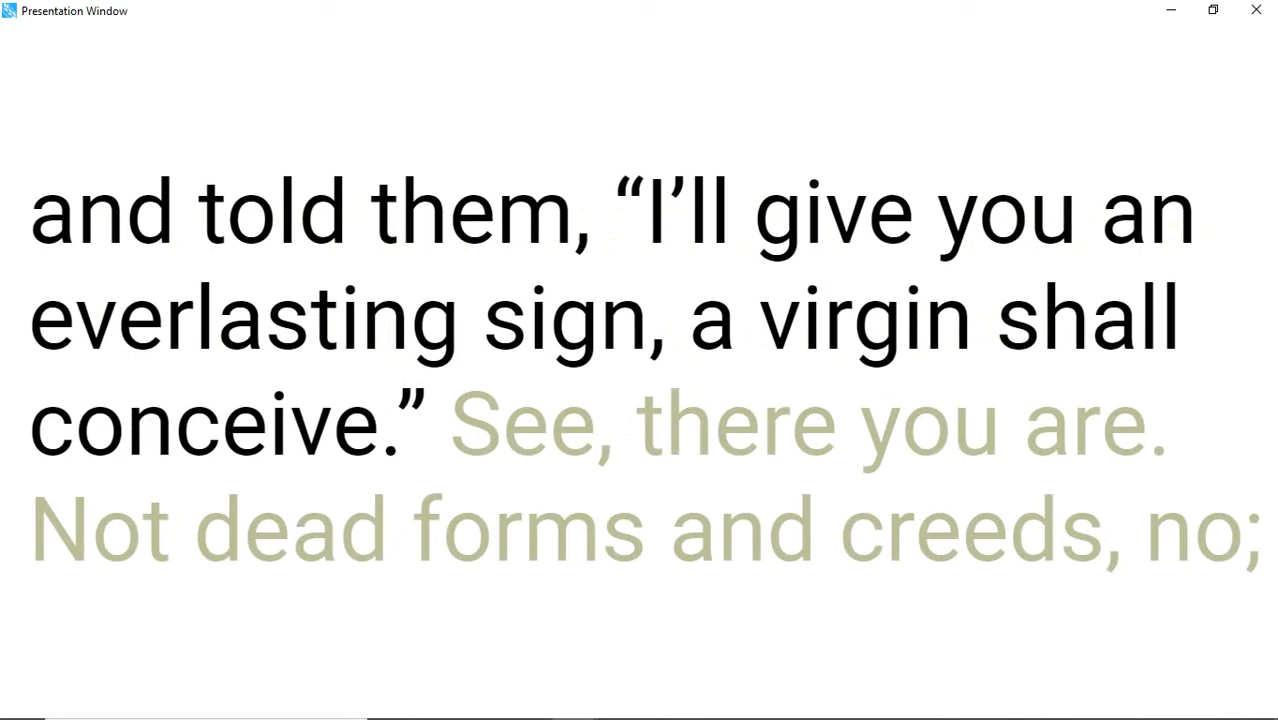 Presentation Window
and told them, “I’ll give you an
everlasting sign, a virgin shall
conceive.” See, there you are.
Not dead forms and creeds, no;